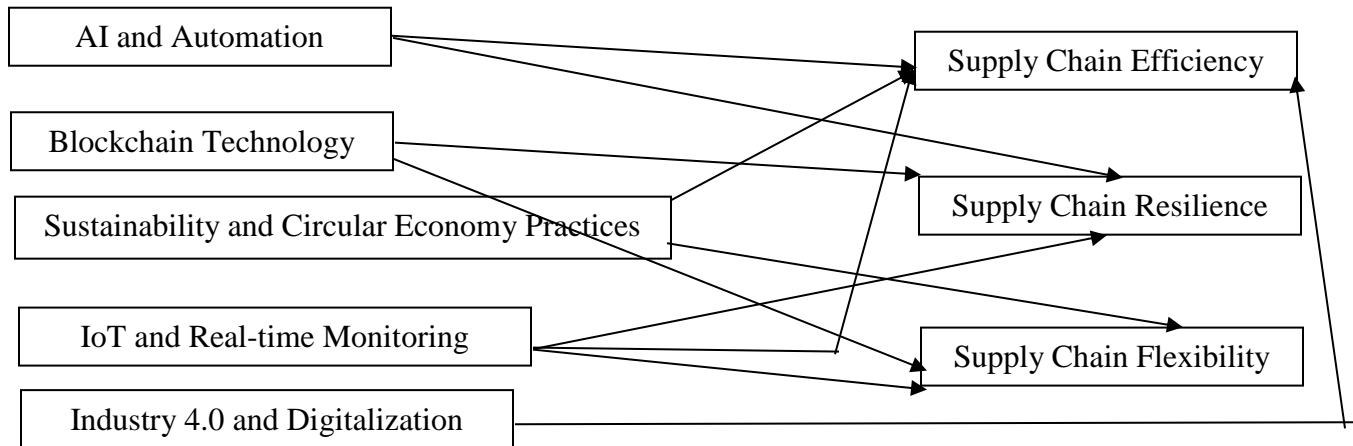 AI and Automation
Supply Chain Efficiency
Blockchain Technology
Supply Chain Resilience
Sustainability and Circular Economy Practices
IoT and Real-time Monitoring
Supply Chain Flexibility
Industry 4.0 and Digitalization